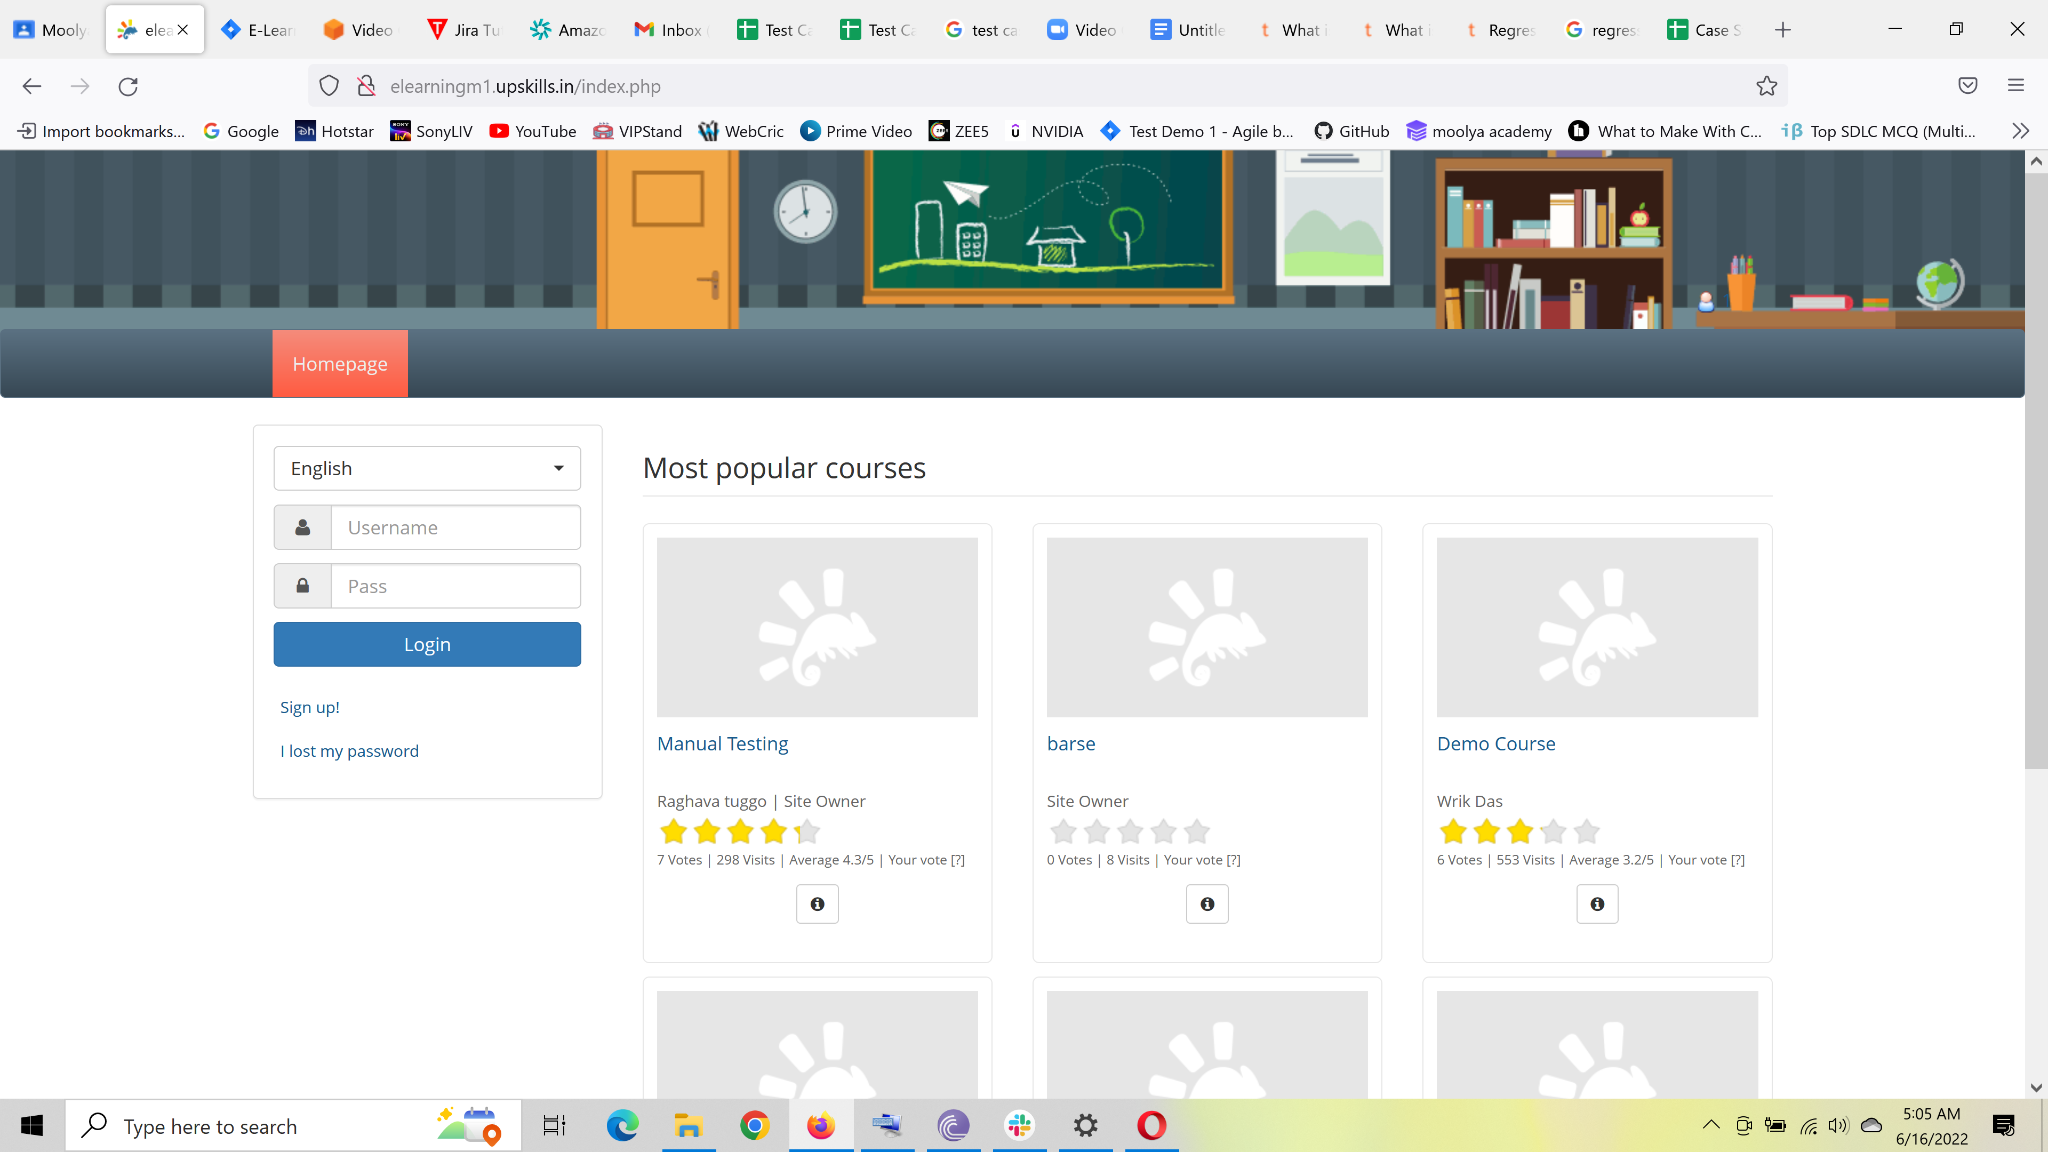 Mooly
elea
E-Lear
Video
Jira Tu
Amazo
Inbox
Test Ca
Test Ca
test ca
Video
Untitle
What i
What i
Regres
regres
Case S
elearningm1.upskills.in/index.php
Import bookmarks...
Google
Hotstar
SonyLIV
YouTube
VIPStand
WebCric
Prime Video
ZEE5
NVIDIA
Test Demo 1 - Agile b...
GitHub
moolya academy
What to Make With C...
Top SDLC MCQ (Multi...
Homepage
English
Username
Pass
Login
Sign up!
I lost my password
Most popular courses
Manual Testing
Raghava tuggo | Site Owner
7 Votes | 298 Visits | Average 4.3/5 | Your vote [?]
barse
Site Owner
0 Votes | 8 Visits | Your vote [?]
Demo Course
Wrik Das
6 Votes | 553 Visits | Average 3.2/5 | Your vote [?]
Type here to search
5:05 AM
6/16/2022